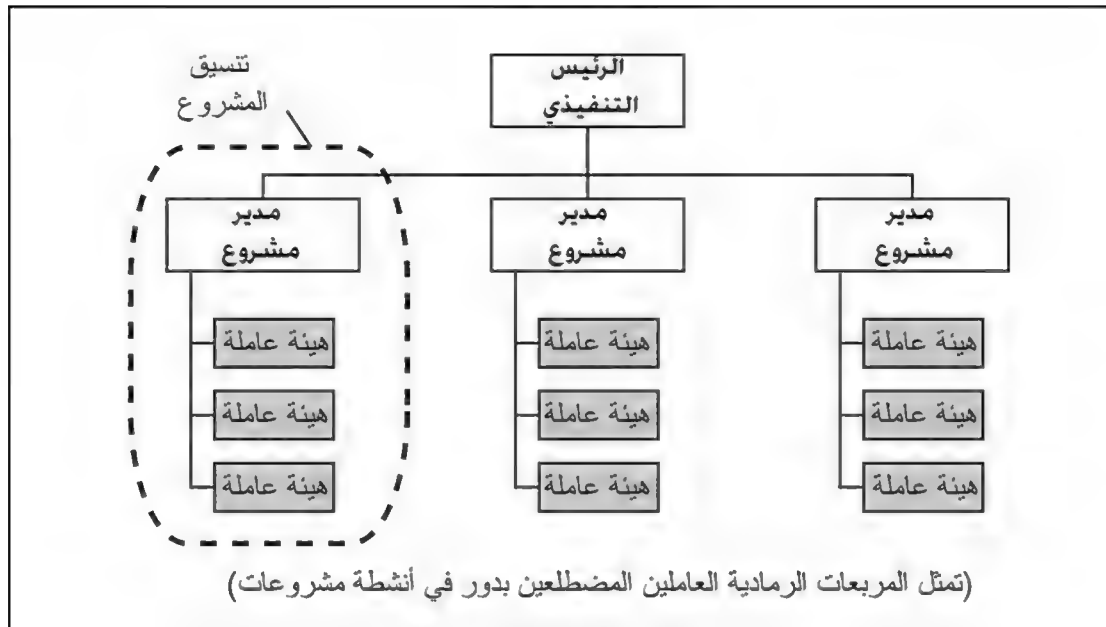 تنسيق
المشروع
الرئيس
التنفيذي
مدير
مشروع
مدير
مشروع
مدير
مشروع
هيئة عاملة
هيئة عاملة
هيئة عاملة
هيئة عاملة
هيئة عاملة
هيئة عاملة
هيئة عاملة
هيئة عاملة
هيئة عاملة
(تمثل المربعات الرمادية العاملين المضطلعين بدور في أنشطة مشروعات)